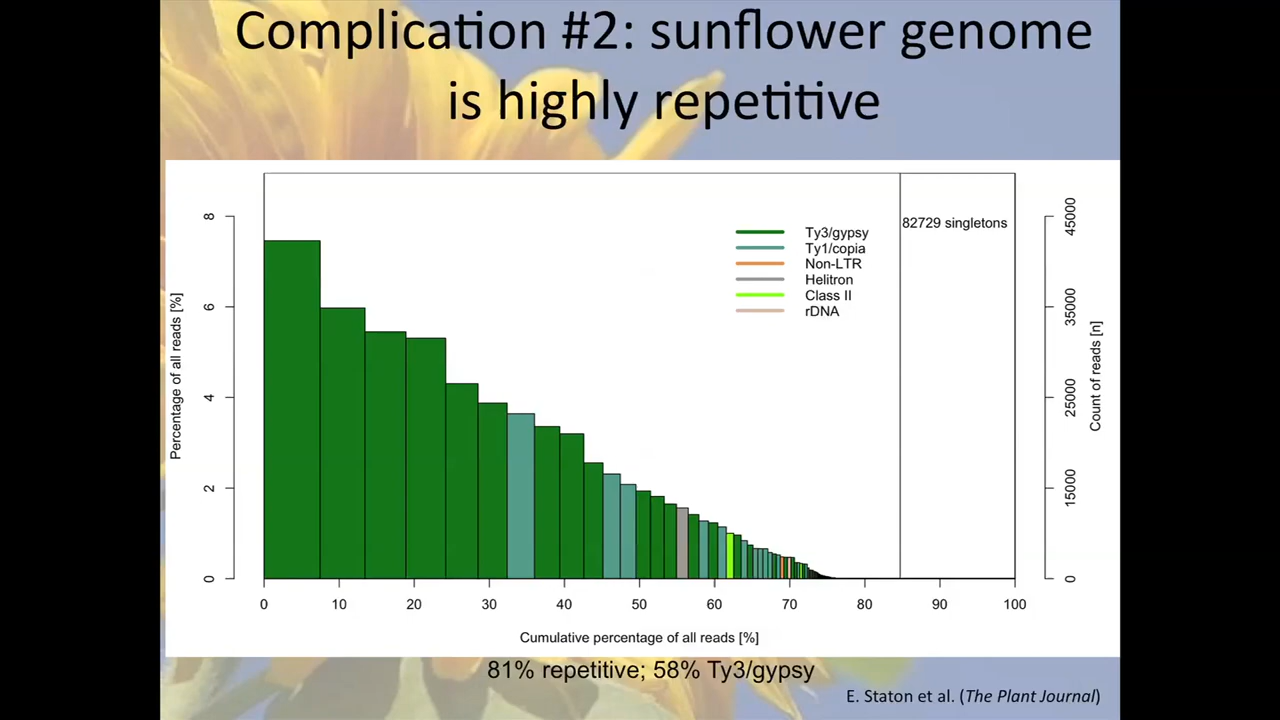 Complication #2: sunflower genome
is highly repetitive
Percentage of all reads [%]
8
6
4
2
0
Ty3/gypsy
Ty1/copia
Non-LTR
Helitron
Class II
rDNA
82729 singletons
45000
35000
25000
15000
0
Count of reads [n]
0 10 20 30 40 50 60 70 80 90 100
Cumulative percentage of all reads [%]
81% repetitive; 58% Ty3/gypsy
E. Staton et al. (The Plant Journal)